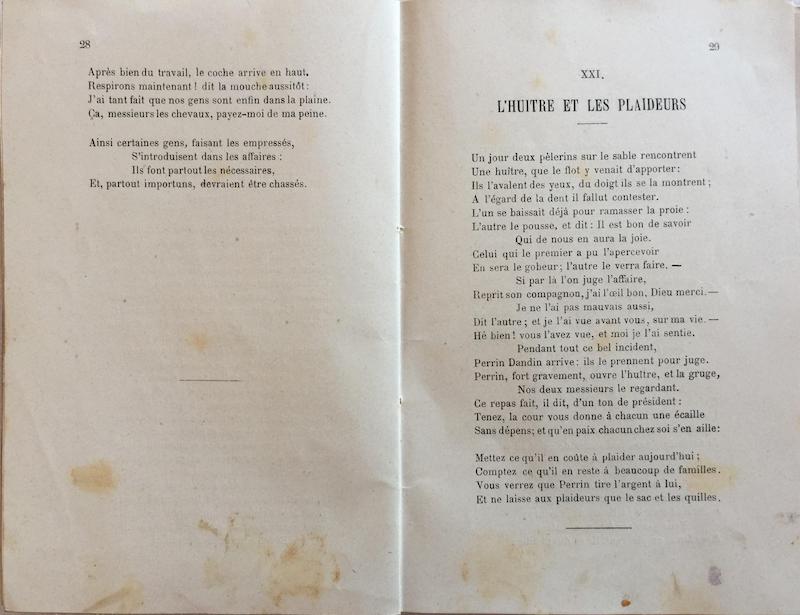 28
Après bien du travail, le coche arrive en haut.
Respirons maintenant! dit la mouche aussitôt:
J'ai tant fait que nos gens sont enfin dans la plaine.
Ça, messieurs les chevaux, payez-moi de ma peine.
Ainsi certaines gens, faisant les empressés,
S'introduisent dans les affaires :
Ils font partout les nécessaires,
Et, partout importuns, devraient être chassés.
29
XXI.
L'HUITRE ET LES PLAIDEURS
Un jour deux pèlerins sur le sable rencontrent
Une huître, que le flot y venait d'apporter:
Ils l'avalent des yeux, du doigt ils se la montrent ;
A l'égard de la dent il fallut contester.
L'un se baissait déjà pour ramasser la proie :
L'autre le pousse, et dit : Il est bon de savoir
Qui de nous en aura la joie.
Celui qui le premier a pu l'apercevoir
En sera le gobeur; l'autre le verra faire. —
Si par là l'on juge l'affaire,
Reprit son compagnon, j'ai l'œil bon, Dieu merci. —
Je ne l'ai pas mauvais aussi,
Dit l'autre ; et je l'ai vue avant vous, sur ma vie. —
Hé bien! vous l'avez vue, et moi je l'ai sentie.
Pendant tout ce bel incident,
Perrin Dandin arrive : ils le prennent pour juge.
Perrin, fort gravement, ouvre l'huître, et la gruge,
Nos deux messieurs le regardant.
Ce repas fait, il dit, d'un ton de président :
Tenez, la cour vous donne à chacun une écaille
Sans dépens; et qu'en paix chacun chez soi s'en aille:
Mettez ce qu'il en coûte à plaider aujourd'hui ;
Comptez ce qu'il en reste à beaucoup de familles.
Vous verrez que Perrin tire l'argent à lui,
Et ne laisse aux plaideurs que le sac et les quilles.